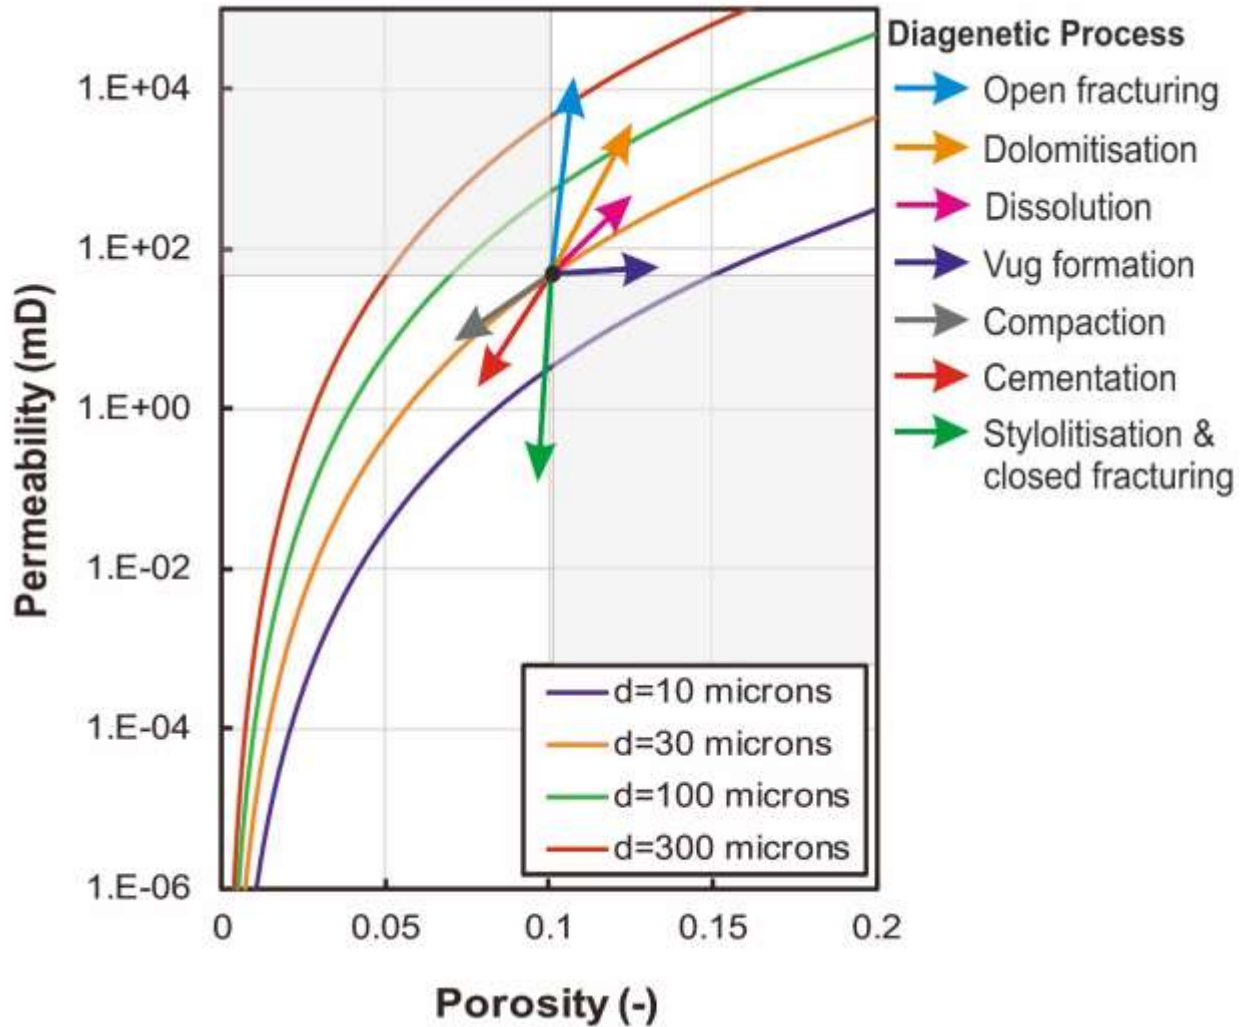 Diagenetic Process
Open fracturing
Dolomitisation
Dissolution
Vug formation
Compaction
Cementation
Stylolitisation &
closed fracturing
Permeability (mD)
1.E+04
1.E+02
1.E+00
1.E-02
1.E-04
1.E-06
d=10 microns
d=30 microns
d=100 microns
d=300 microns
0
0.05
0.1
0.15
0.2
Porosity (-)